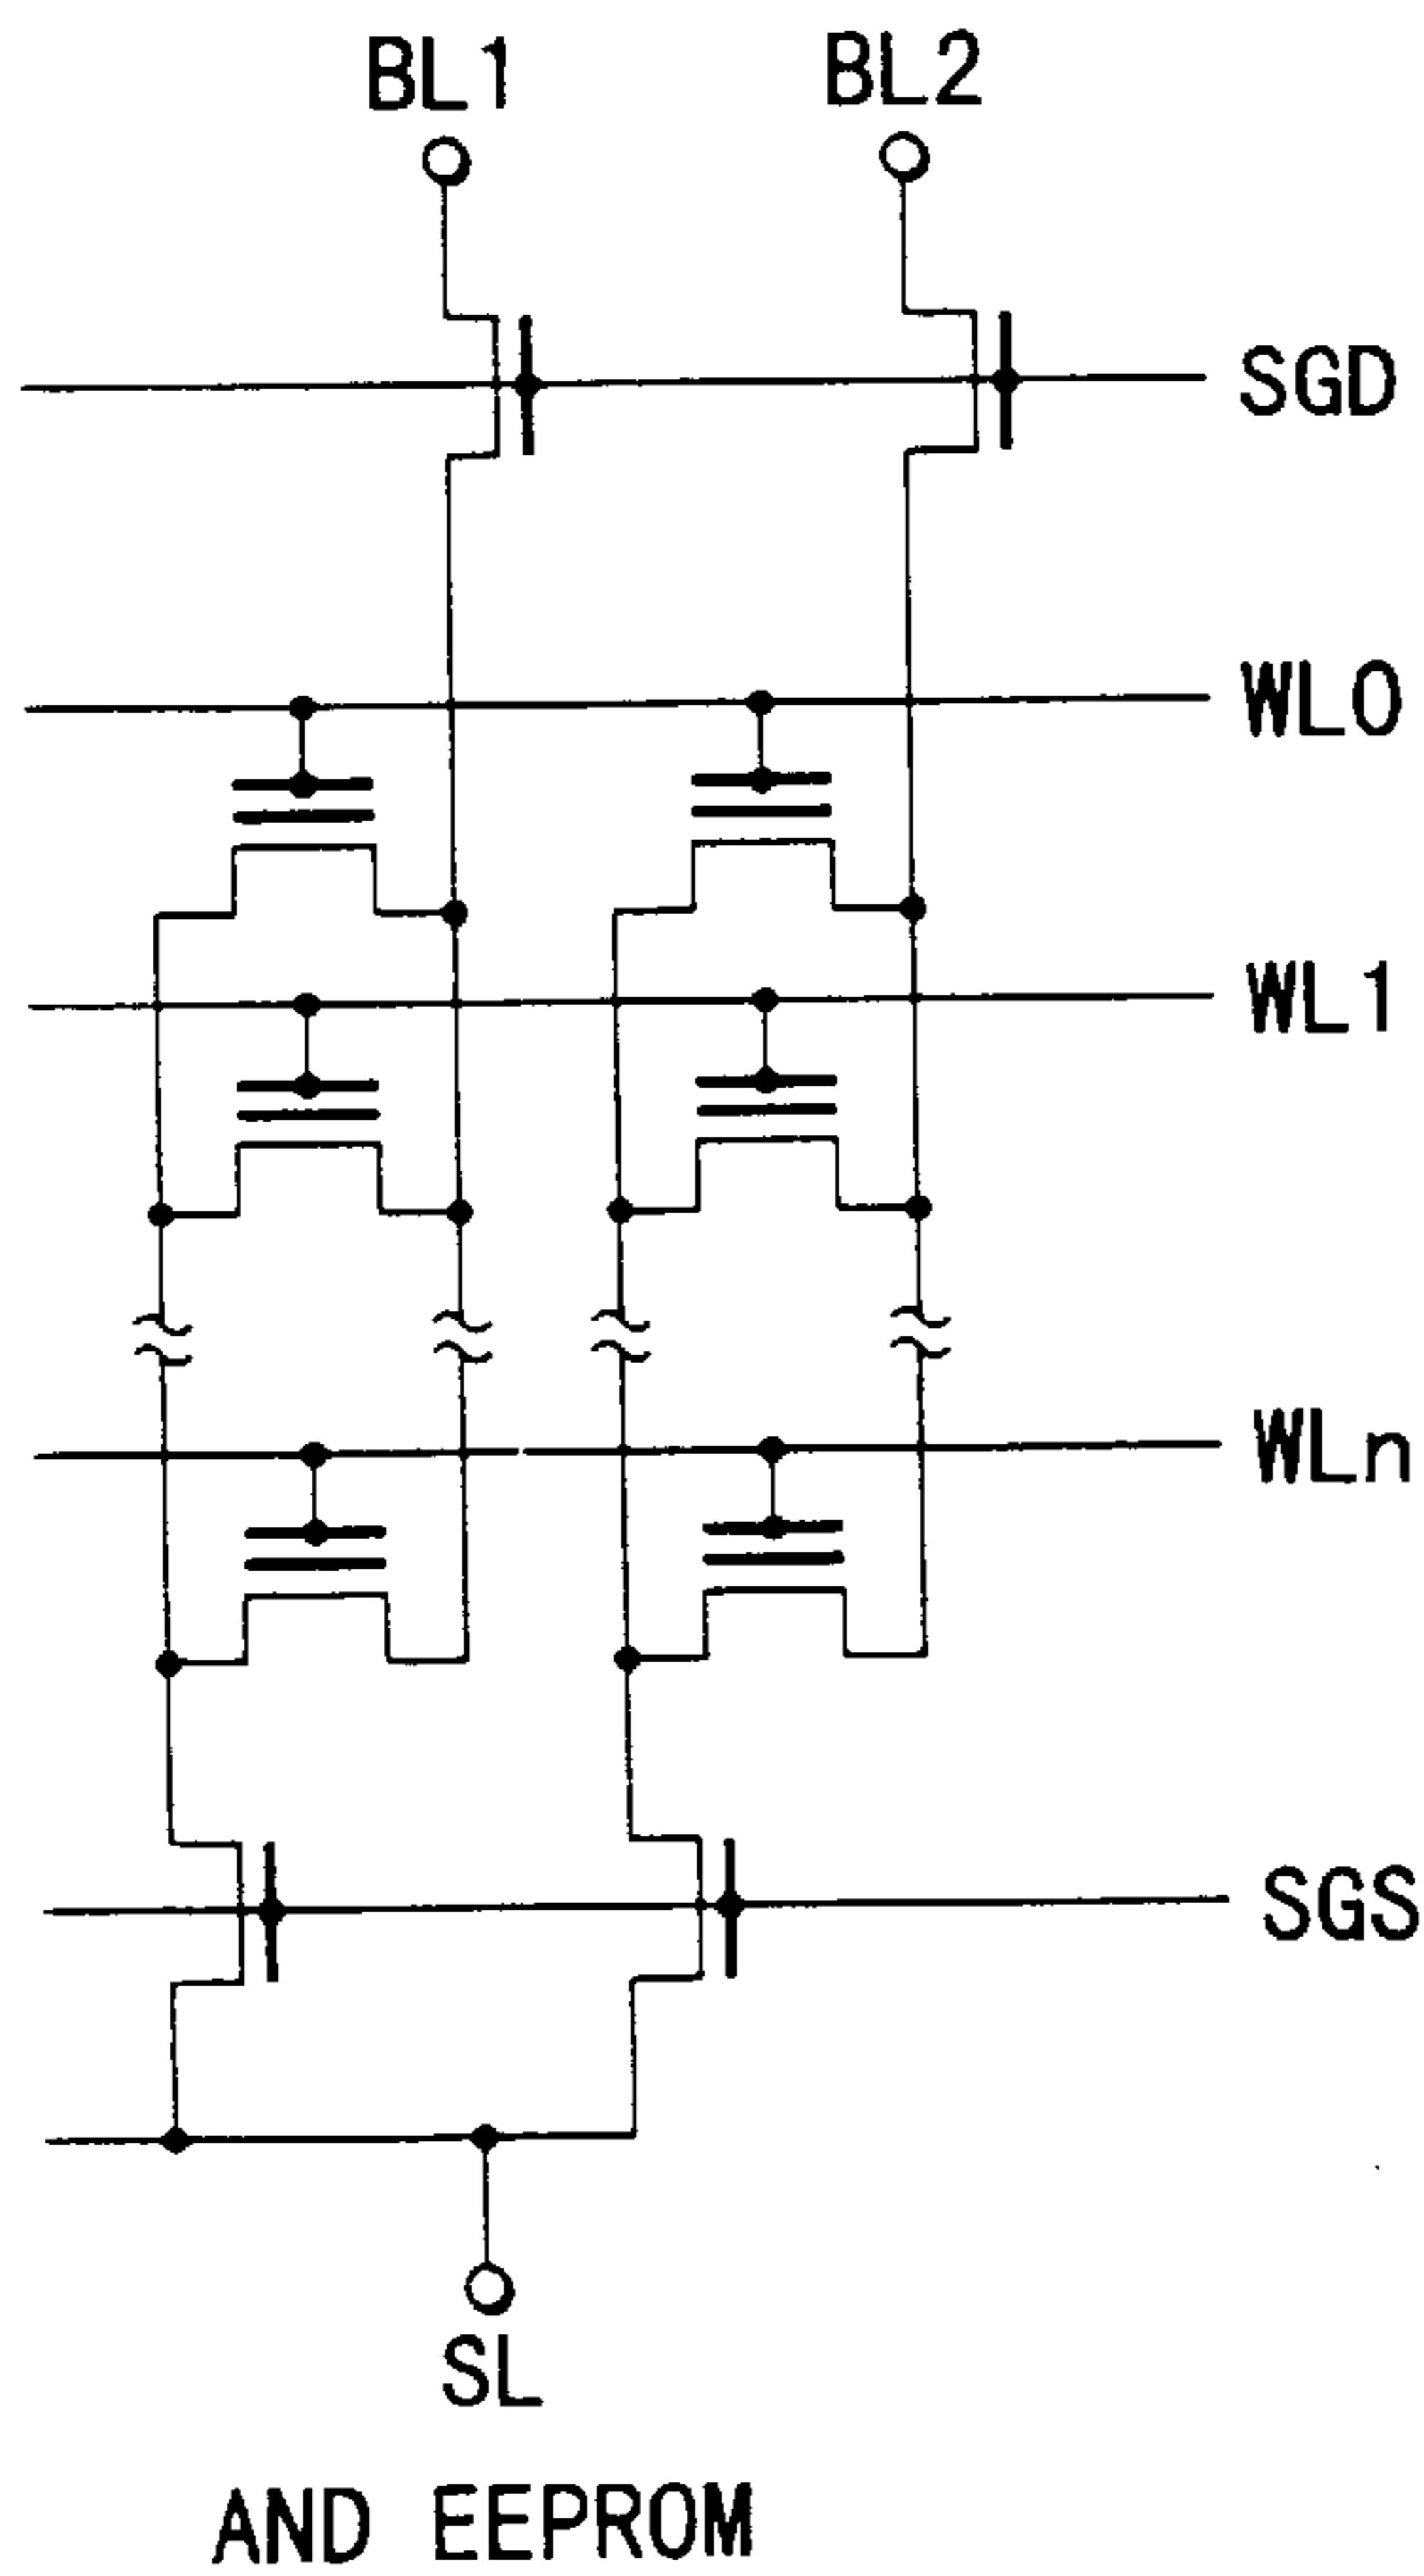 BL1 BL2
SGD
WL0
WL1
WLn
SGS
SL
AND EEPROM